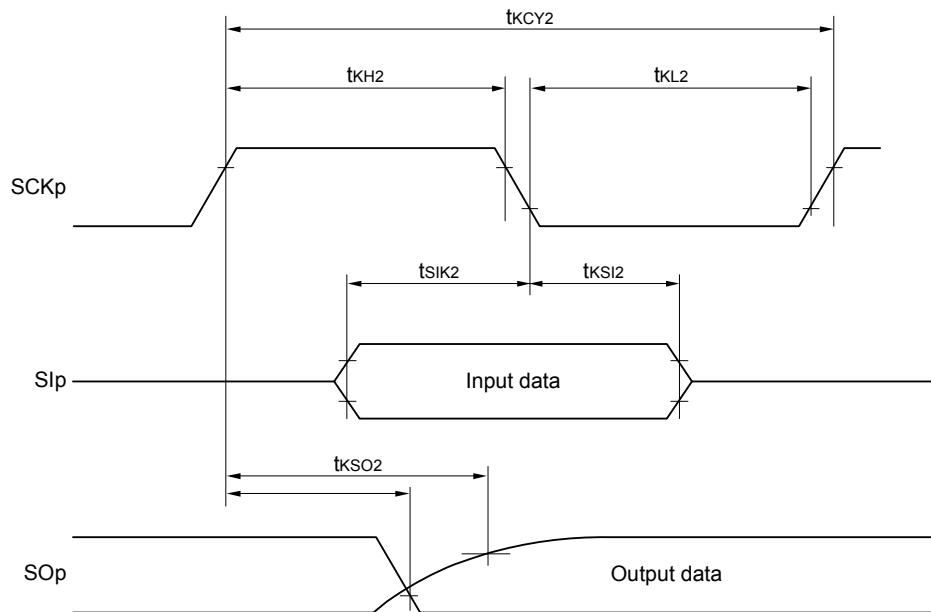 tKCY2
tKH2
tKL2
SCKp
tSIK2
tKSI2
SIp
Input data
tKSO2
SOp
Output data